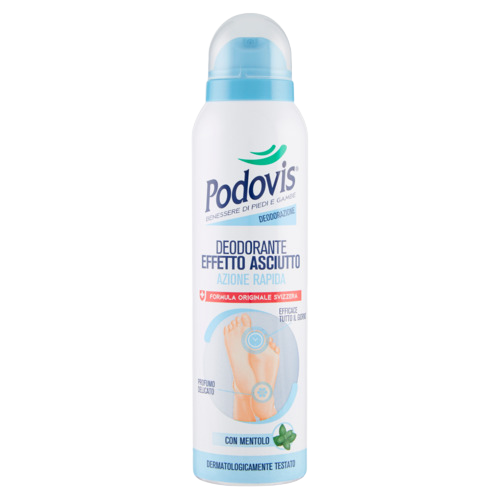 Podovis®
BENESSERE DI PIEDI E GAMBE
DEODORAZIONE
DEODORANTE
EFFETTO ASCIUTTO
AZIONE RAPIDA
FORMULA ORIGINALE SVIZZERA
EFFICACE
TUTTO IL GIORNO
PROFUMO
DELICATO
CON MENTOLO
DERMATOLOGICAMENTE TESTATO